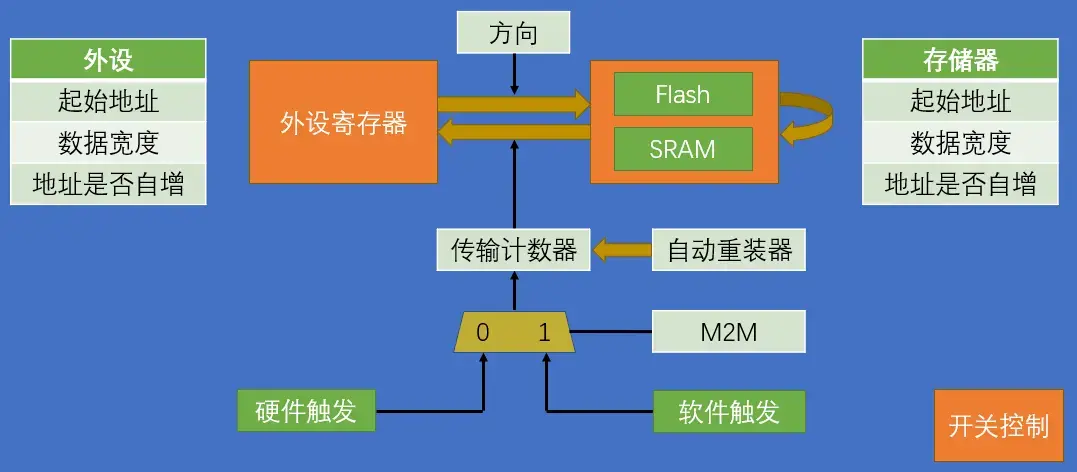 方向
外设
起始地址
数据宽度
地址是否自增
外设寄存器
Flash
SRAM
存储器
起始地址
数据宽度
地址是否自增
传输计数器
自动重装器
0
1
M2M
硬件触发
软件触发
开关控制